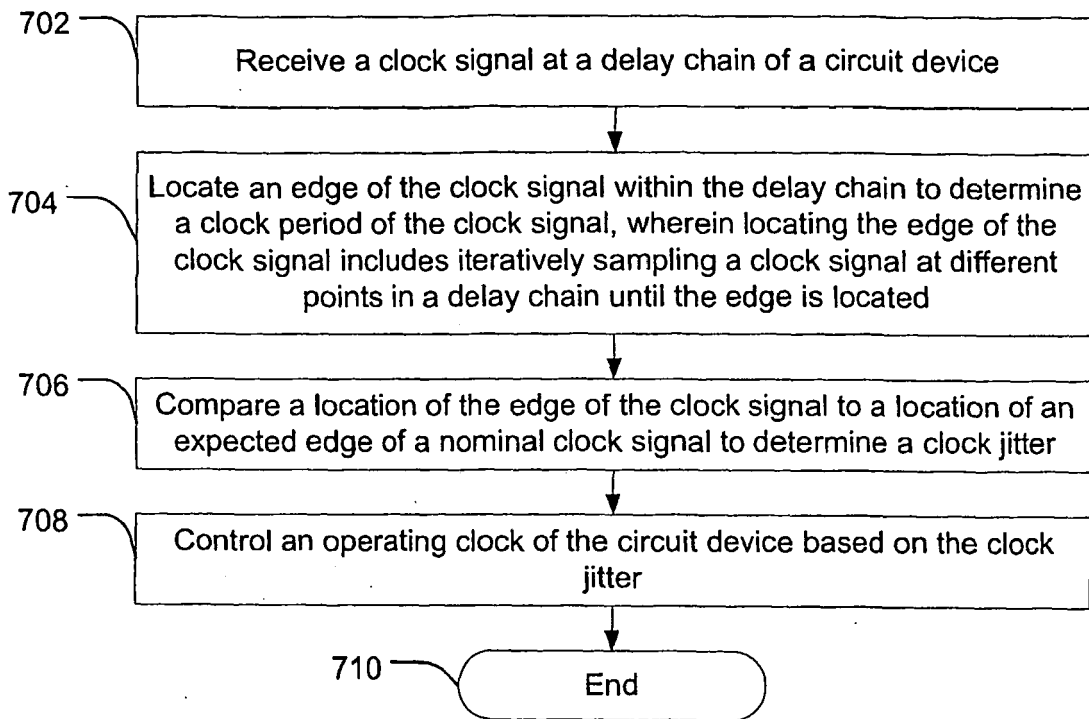 702
Receive a clock signal at a delay chain of a circuit device
704
Locate an edge of the clock signal within the delay chain to determine
a clock period of the clock signal, wherein locating the edge of the
clock signal includes iteratively sampling a clock signal at different
points in a delay chain until the edge is located
706
Compare a location of the edge of the clock signal to a location of an
expected edge of a nominal clock signal to determine a clock jitter
708
Control an operating clock of the circuit device based on the clock
jitter
710
End